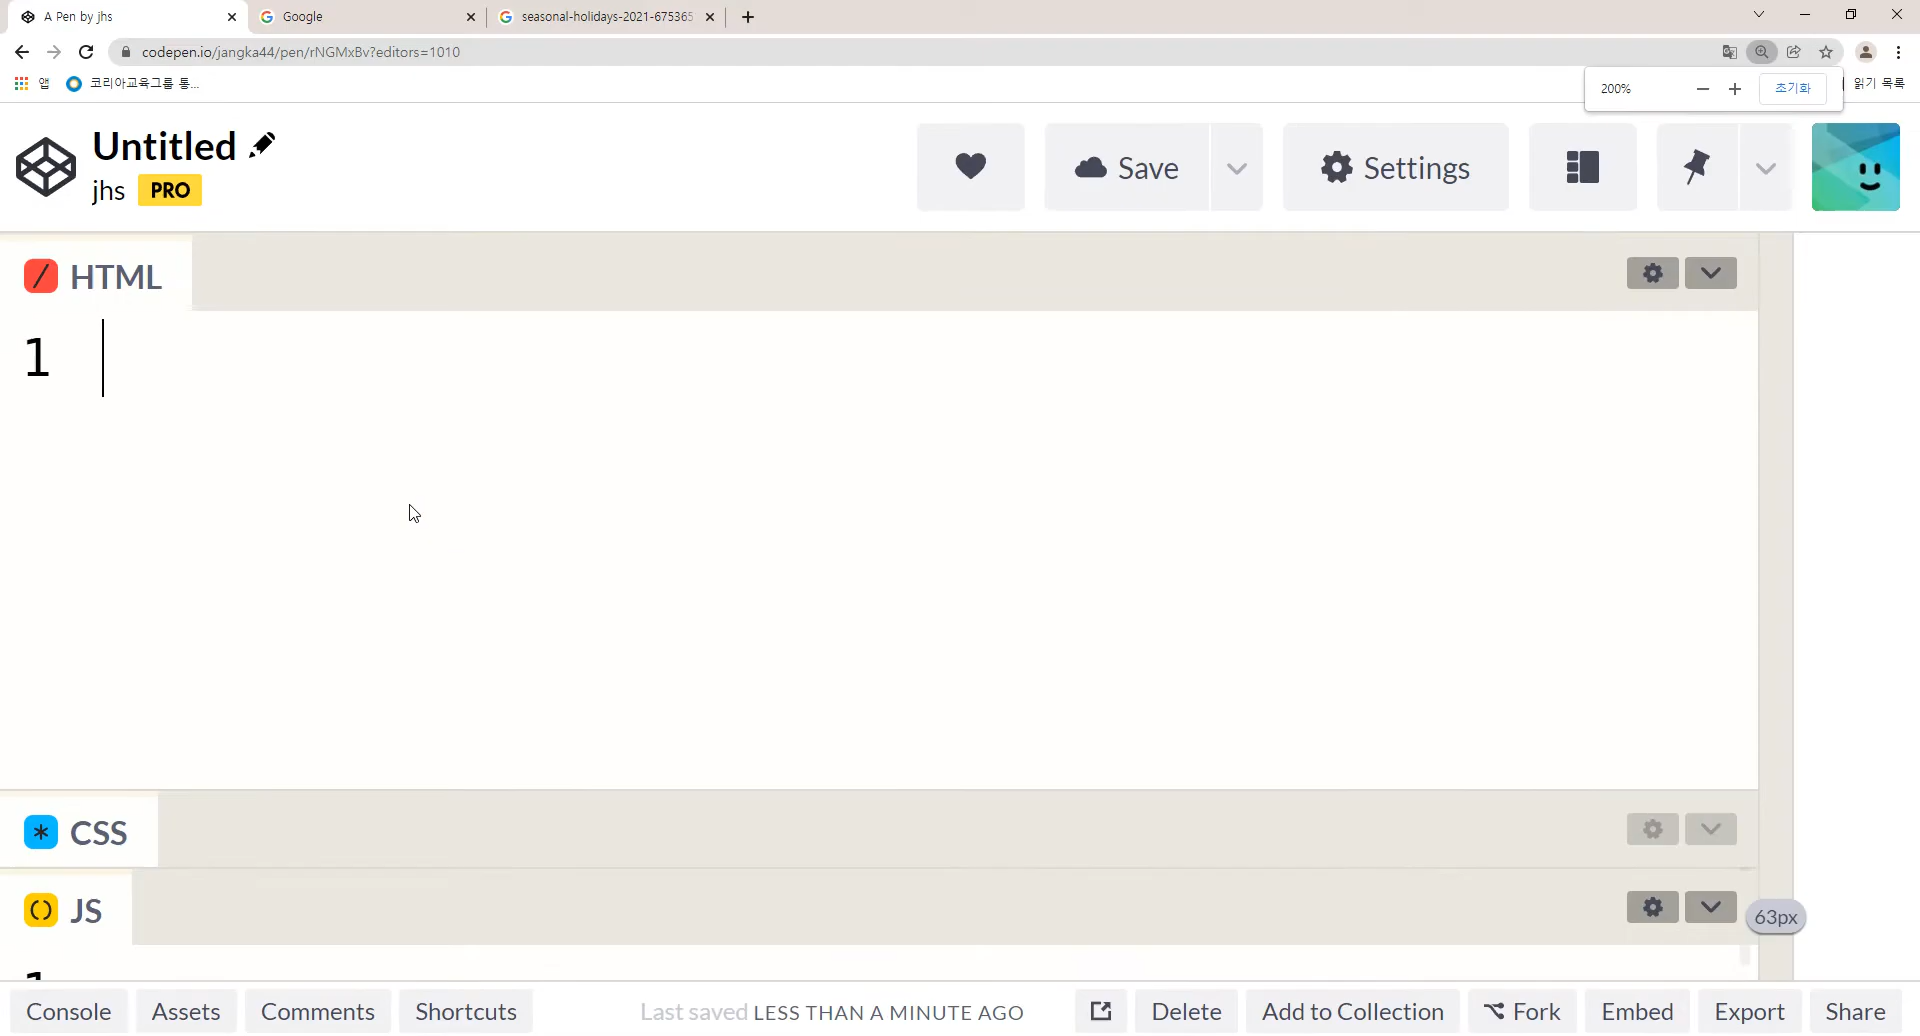 A Pen by jhs
Google
seasonal-holidays-2021-675365
codepen.io/jangka44/pen/rNGMxBv?editors=1010
앱
코리아교육그룹 통...
200%
초기화
읽기 목록
Untitled
jhs PRO
Save
Settings
HTML
1
CSS
JS
63px
1
Console
Assets
Comments
Shortcuts
Last saved LESS THAN A MINUTE AGO
Delete
Add to Collection
Fork
Embed
Export
Share